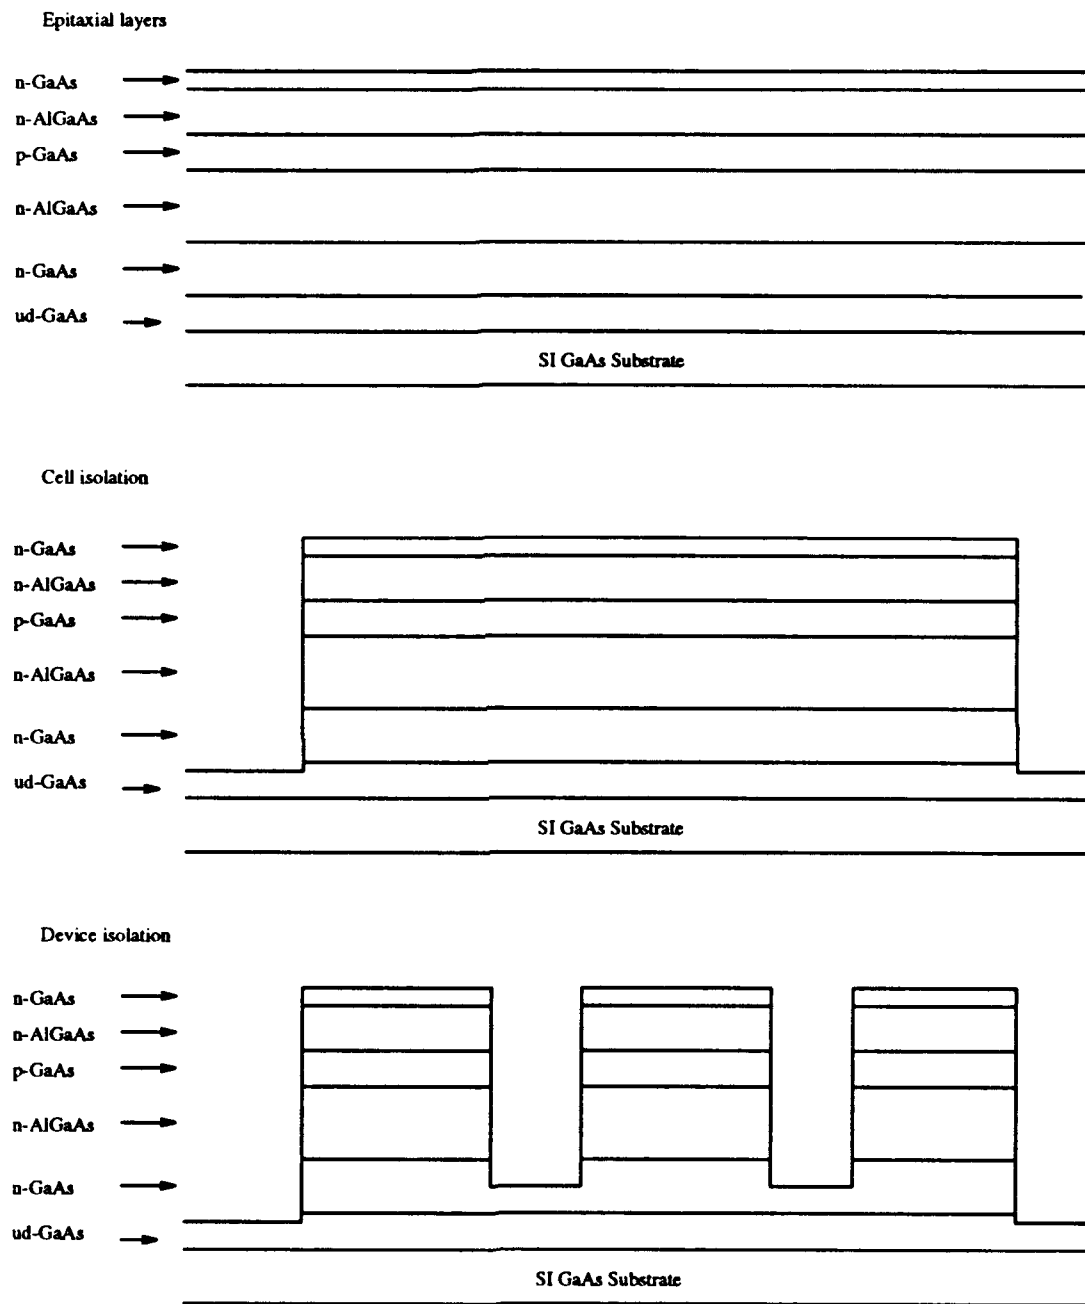 Epitaxial layers
n-GaAs
n-AlGaAs
p-GaAs
n-AlGaAs
n-GaAs
ud-GaAs
SI GaAs Substrate
Cell isolation
n-GaAs
n-AlGaAs
p-GaAs
n-AlGaAs
n-GaAs
ud-GaAs
SI GaAs Substrate
Device isolation
n-GaAs
n-AlGaAs
p-GaAs
n-AlGaAs
n-GaAs
ud-GaAs
SI GaAs Substrate